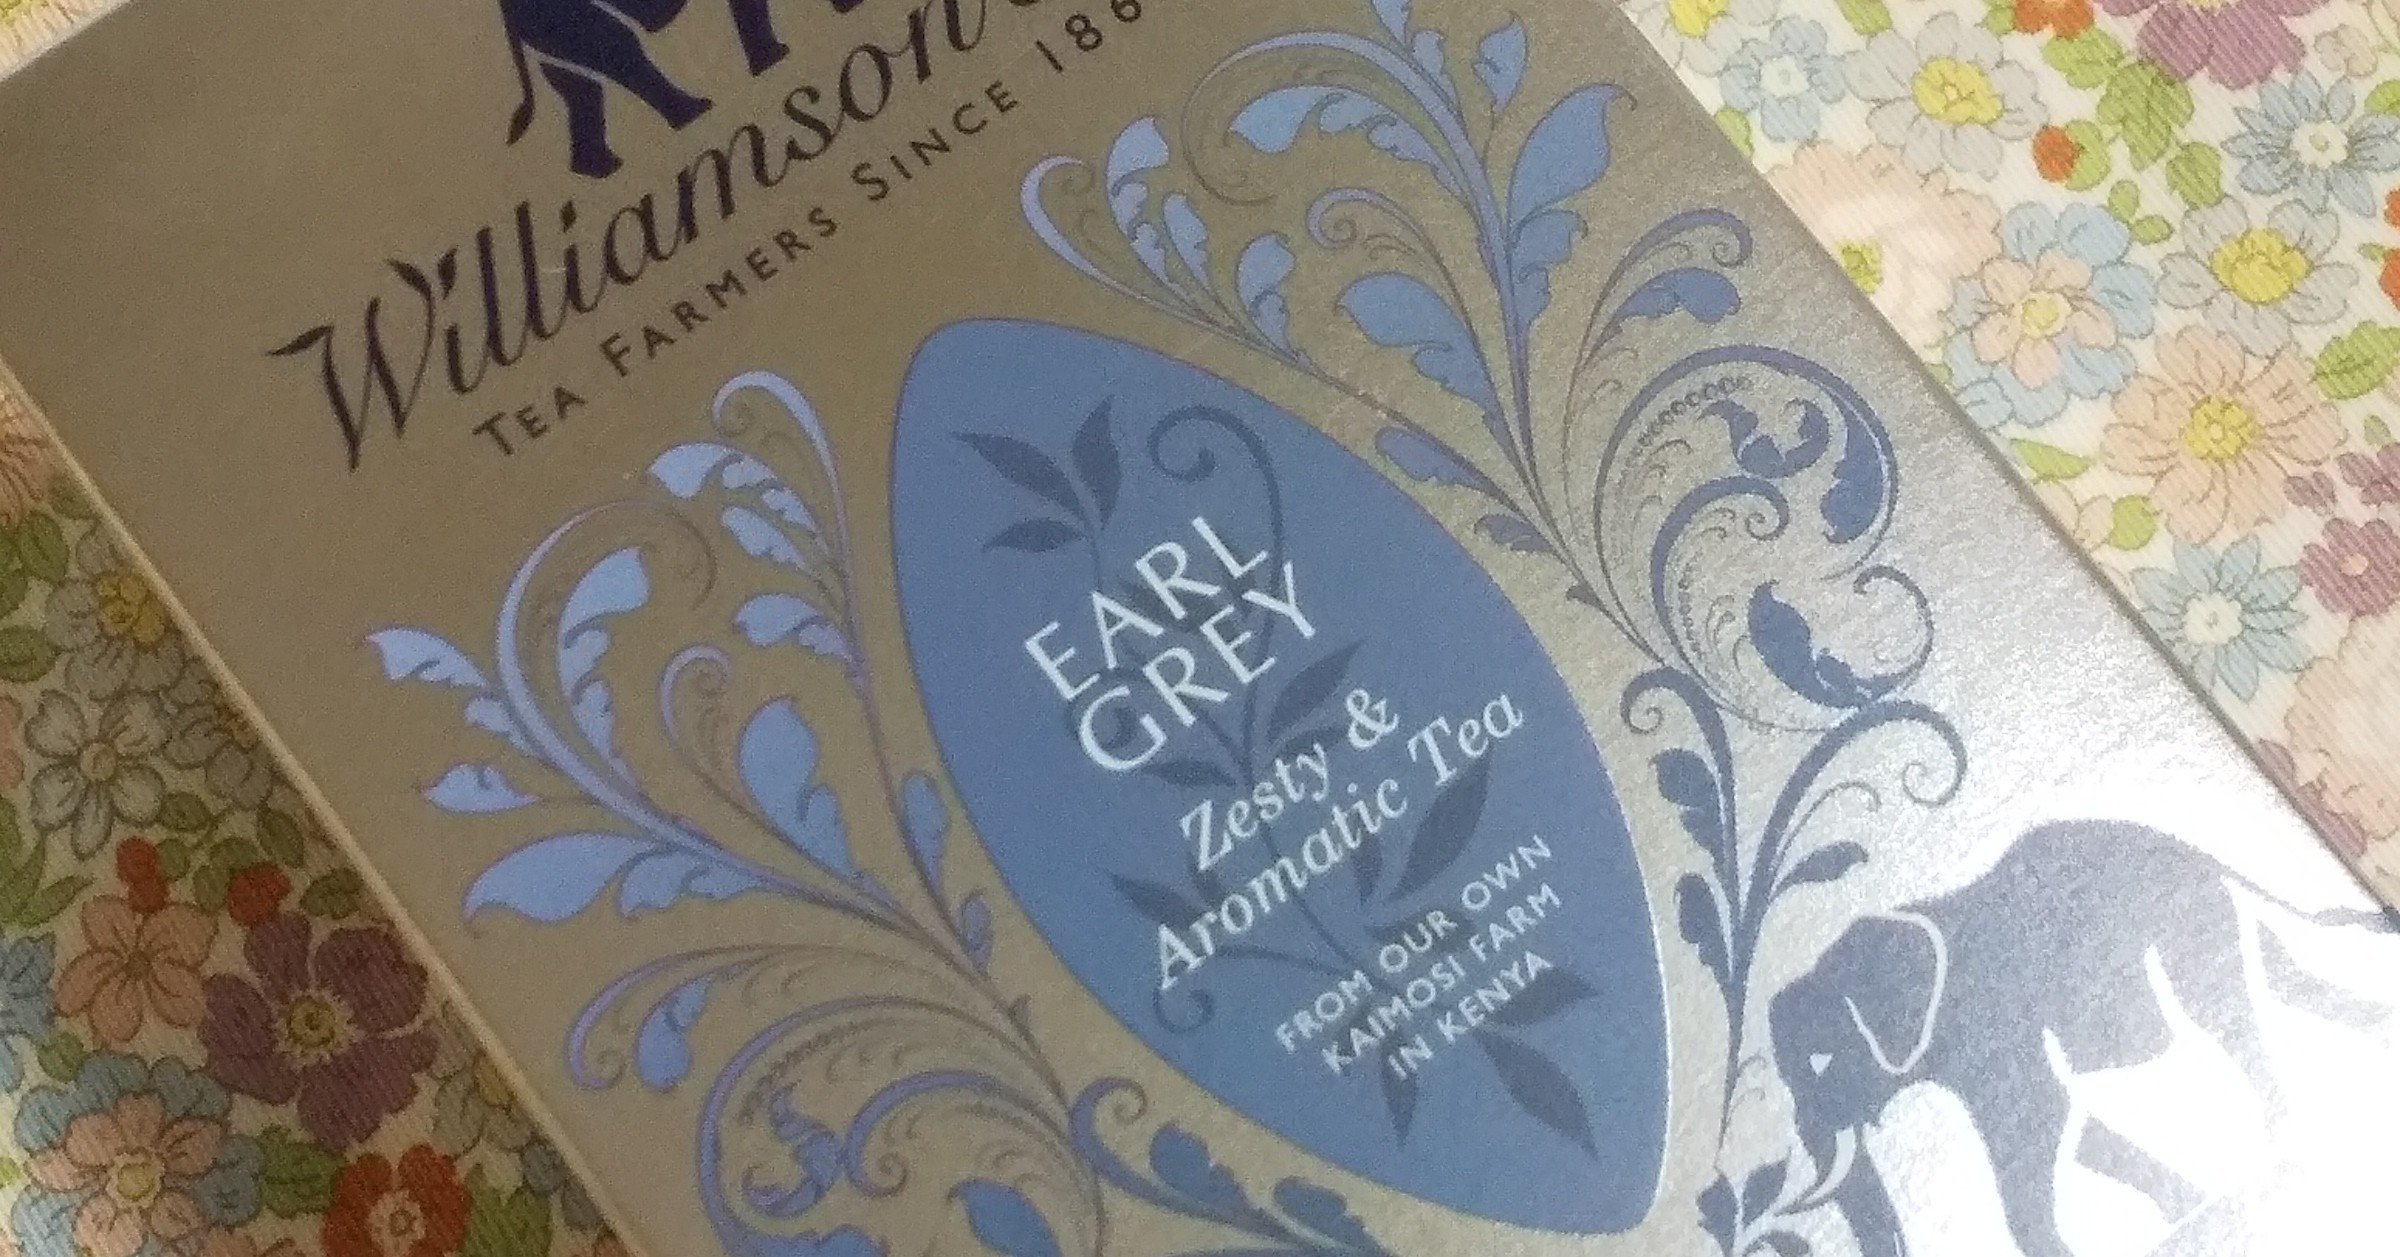 Williamson
TEA FARMERS SINCE
EARL
GREY
Zesty &
Aromatic Tea
FROM OUR OWN
KAIMOSI FARM
IN KENYA